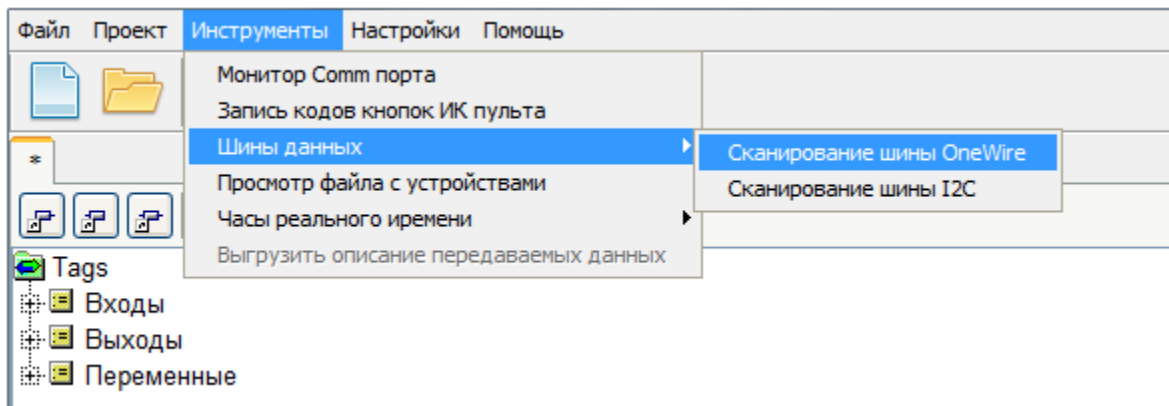 Файл Проект Инструменты Настройки Помощь
Монитор Comm порта
Запись кодов кнопок ИК пульта
Шины данных
Сканирование шины OneWire
Просмотр файла с устройствами
Сканирование шины I2C
Часы реального иремени
Выгрузить описание передаваемых данных
*
Tags
Входы
Выходы
Переменные